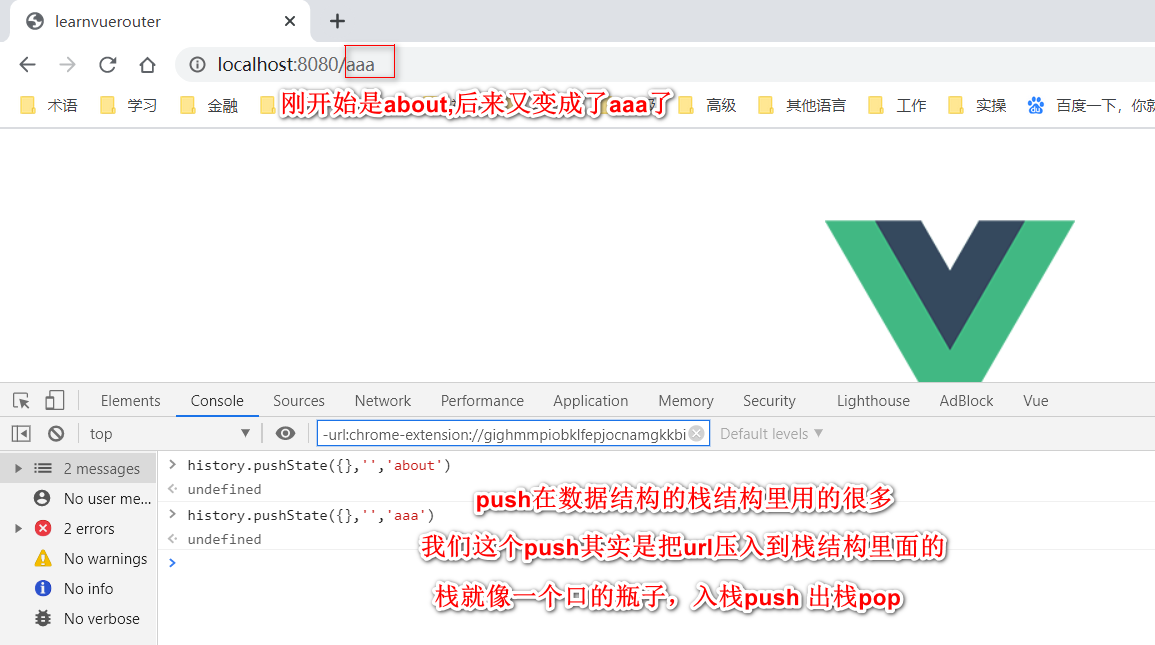 learnvuerouter
localhost:8080/aaa
术语 学习 金融 高级 其他语言 工作 实操 百度一下，你就
刚开始是about,后来又变成了aaa了
Elements Console Sources Network Performance Application Memory Security Lighthouse AdBlock Vue
top -url:chrome-extension://gighmmpiobklfepjocnamgkkbi Default levels
2 messages
No user me...
2 errors
No warnings
No info
No verbose
history.pushState({},'','about')
undefined
history.pushState({},'','aaa')
undefined
push在数据结构的栈结构里用的很多
我们这个push其实是把url压入到栈结构里面的
栈就像一个口的瓶子，入栈push 出栈pop